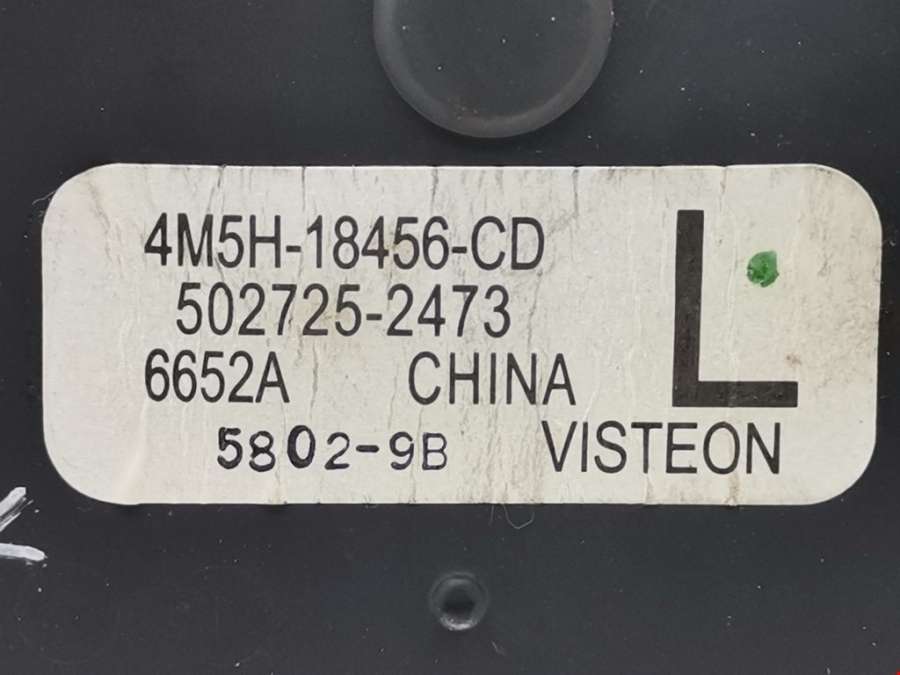 4M5H-18456-CD
502725-2473
6652A CHINA
L
5802-9B VISTEON